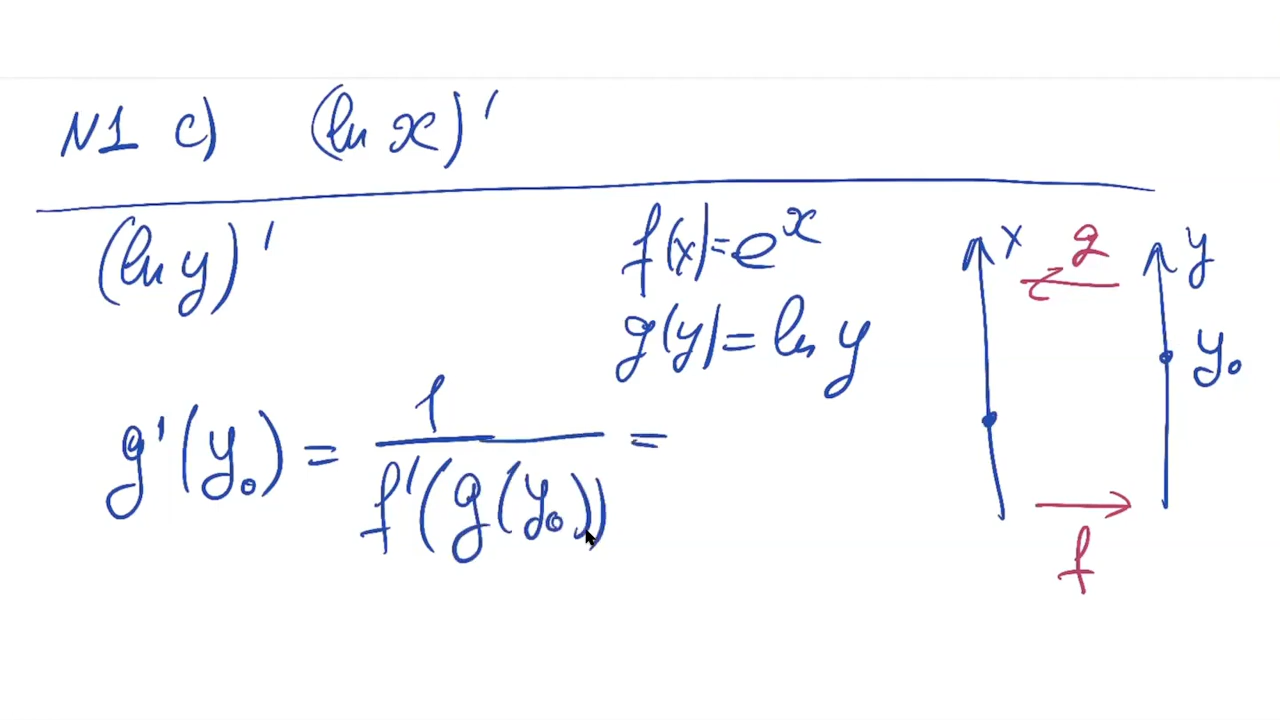 N1 c) (ln x)'
(ln y)'
f(x)=e^x
g(y)= ln y
g'(y₀) = 1/f'(g(y₀)) =
x g y
y₀
f